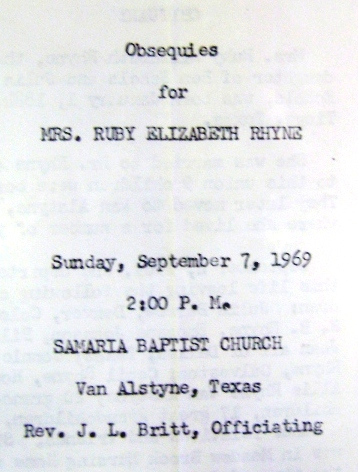 Obsequies
for
MRS. RUBY ELIZABETH RHYNE
Sunday, September 7, 1969
2:00 P. M.
SAMARIA BAPTIST CHURCH
Van Alstyne, Texas
Rev. J. L. Britt, Officiating